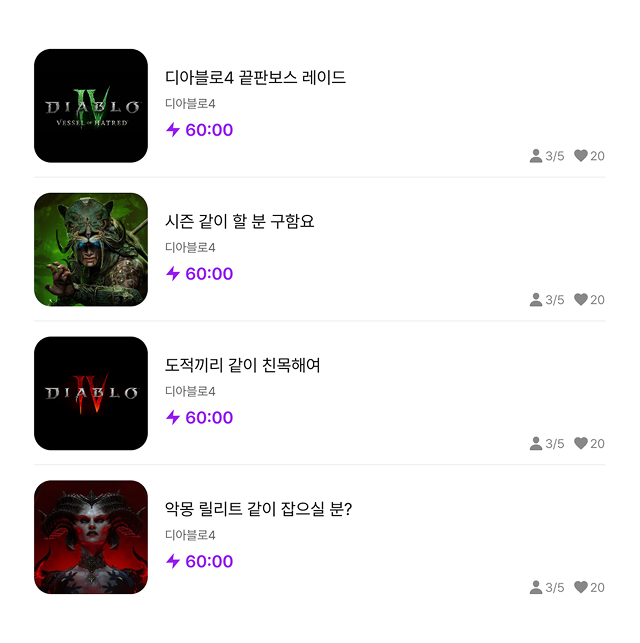 DIABLO
IV
VESSEL OF HATRED
디아블로4 끝판보스 레이드
디아블로4
60:00
3/5 20
시즌 같이 할 분 구함요
디아블로4
60:00
3/5 20
DIABLO
IV
도적끼리 같이 친목해여
디아블로4
60:00
3/5 20
악몽 릴리트 같이 잡으실 분?
디아블로4
60:00
3/5 20